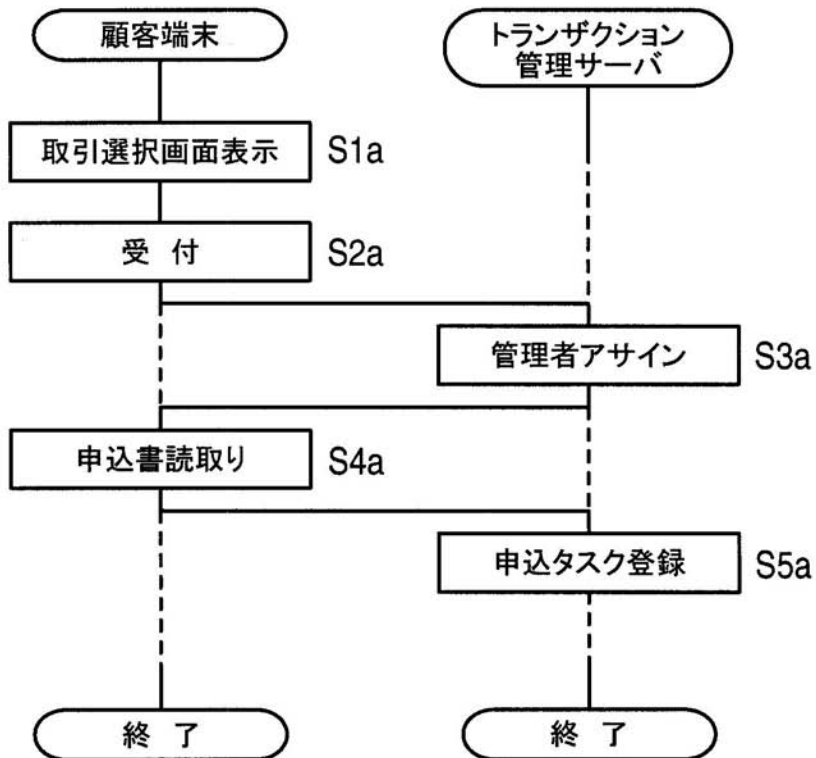 顧客端末
トランザクション
管理サーバ
取引選択画面表示 S1a
受 付 S2a
管理者アサイン S3a
申込書読取り S4a
申込タスク登録 S5a
終 了
終 了